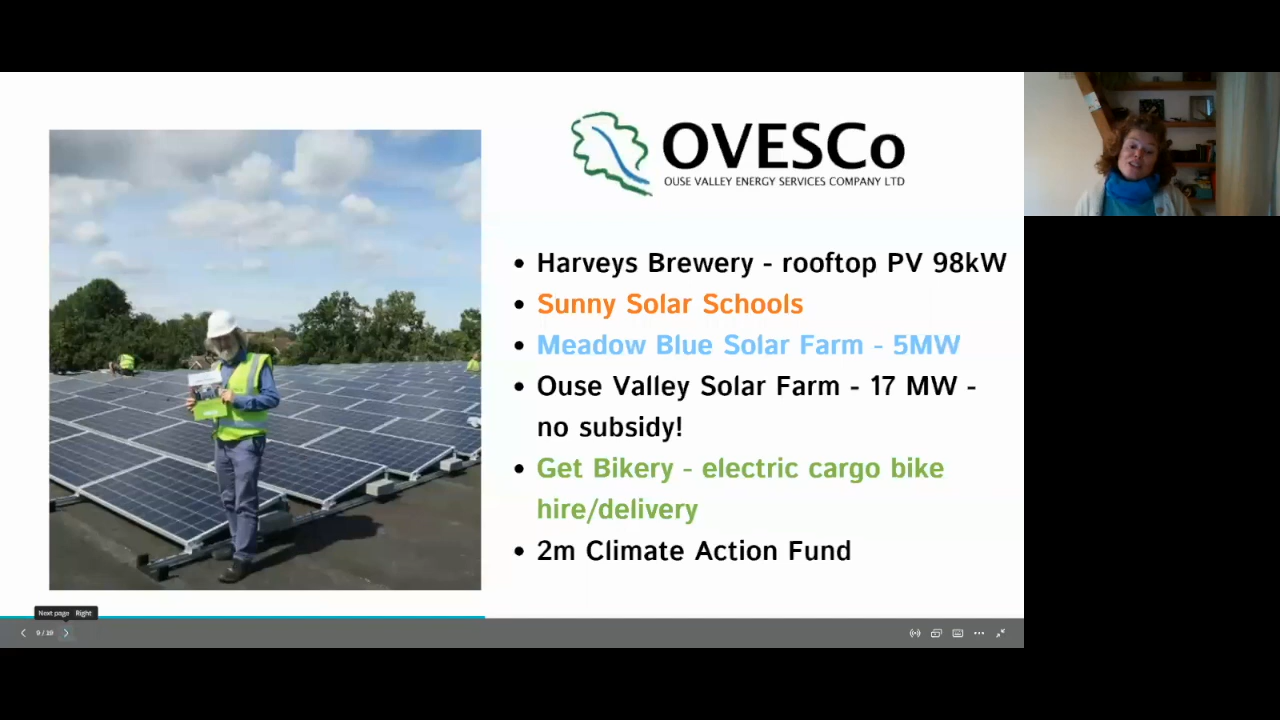 OVESCo
OUSE VALLEY ENERGY SERVICES COMPANY LTD
• Harveys Brewery - rooftop PV 98kW
• Sunny Solar Schools
• Meadow Blue Solar Farm - 5MW
• Ouse Valley Solar Farm - 17 MW -
no subsidy!
• Get Bikery - electric cargo bike
hire/delivery
• 2m Climate Action Fund
Next page Right